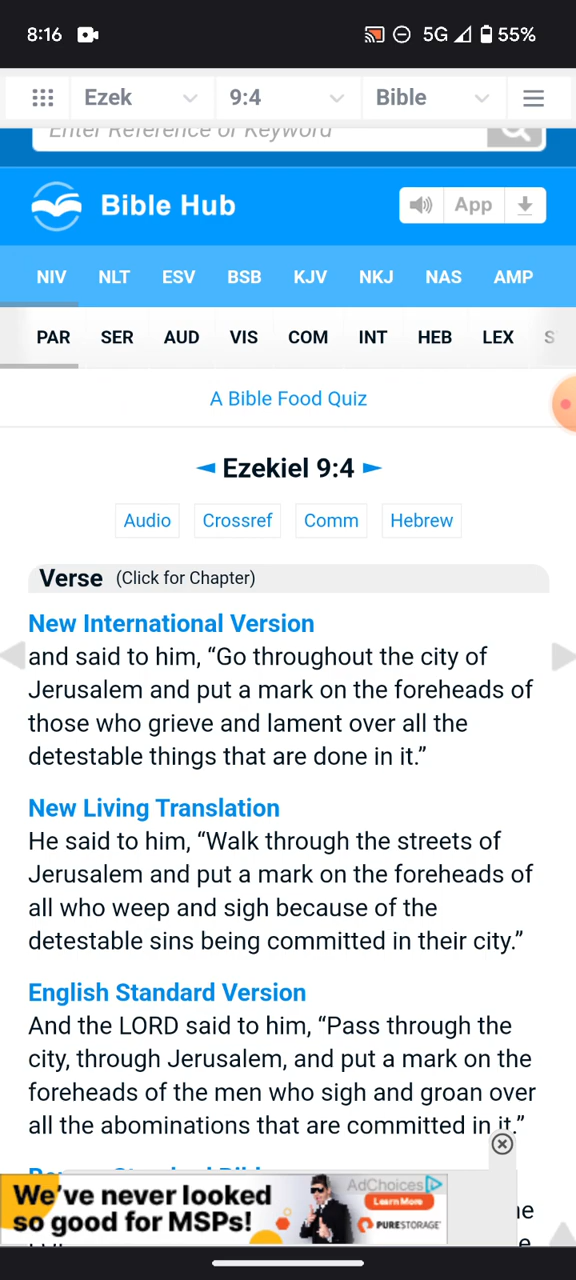 8:16 5G 55%
Ezek 9:4 Bible
Enter Reference or Keyword
Bible Hub App
NIV NLT ESV BSB KJV NKJ NAS AMP
PAR SER AUD VIS COM INT HEB LEX S
A Bible Food Quiz
◄ Ezekiel 9:4 ►
Audio Crossref Comm Hebrew
Verse (Click for Chapter)
New International Version
and said to him, “Go throughout the city of
Jerusalem and put a mark on the foreheads of
those who grieve and lament over all the
detestable things that are done in it.”
New Living Translation
He said to him, “Walk through the streets of
Jerusalem and put a mark on the foreheads of
all who weep and sigh because of the
detestable sins being committed in their city.”
English Standard Version
And the LORD said to him, “Pass through the
city, through Jerusalem, and put a mark on the
foreheads of the men who sigh and groan over
all the abominations that are committed in it.”
AdChoices
We’ve never looked
so good for MSPs!
Learn More
PURESTORAGE